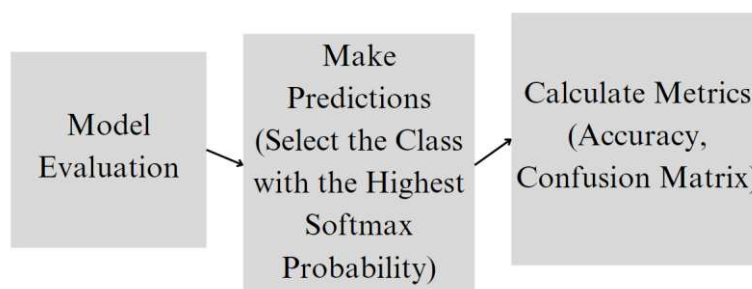 Model
Evaluation
Make
Predictions
(Select the Class
with the Highest
Softmax
Probability)
Calculate Metrics
(Accuracy,
Confusion Matrix)